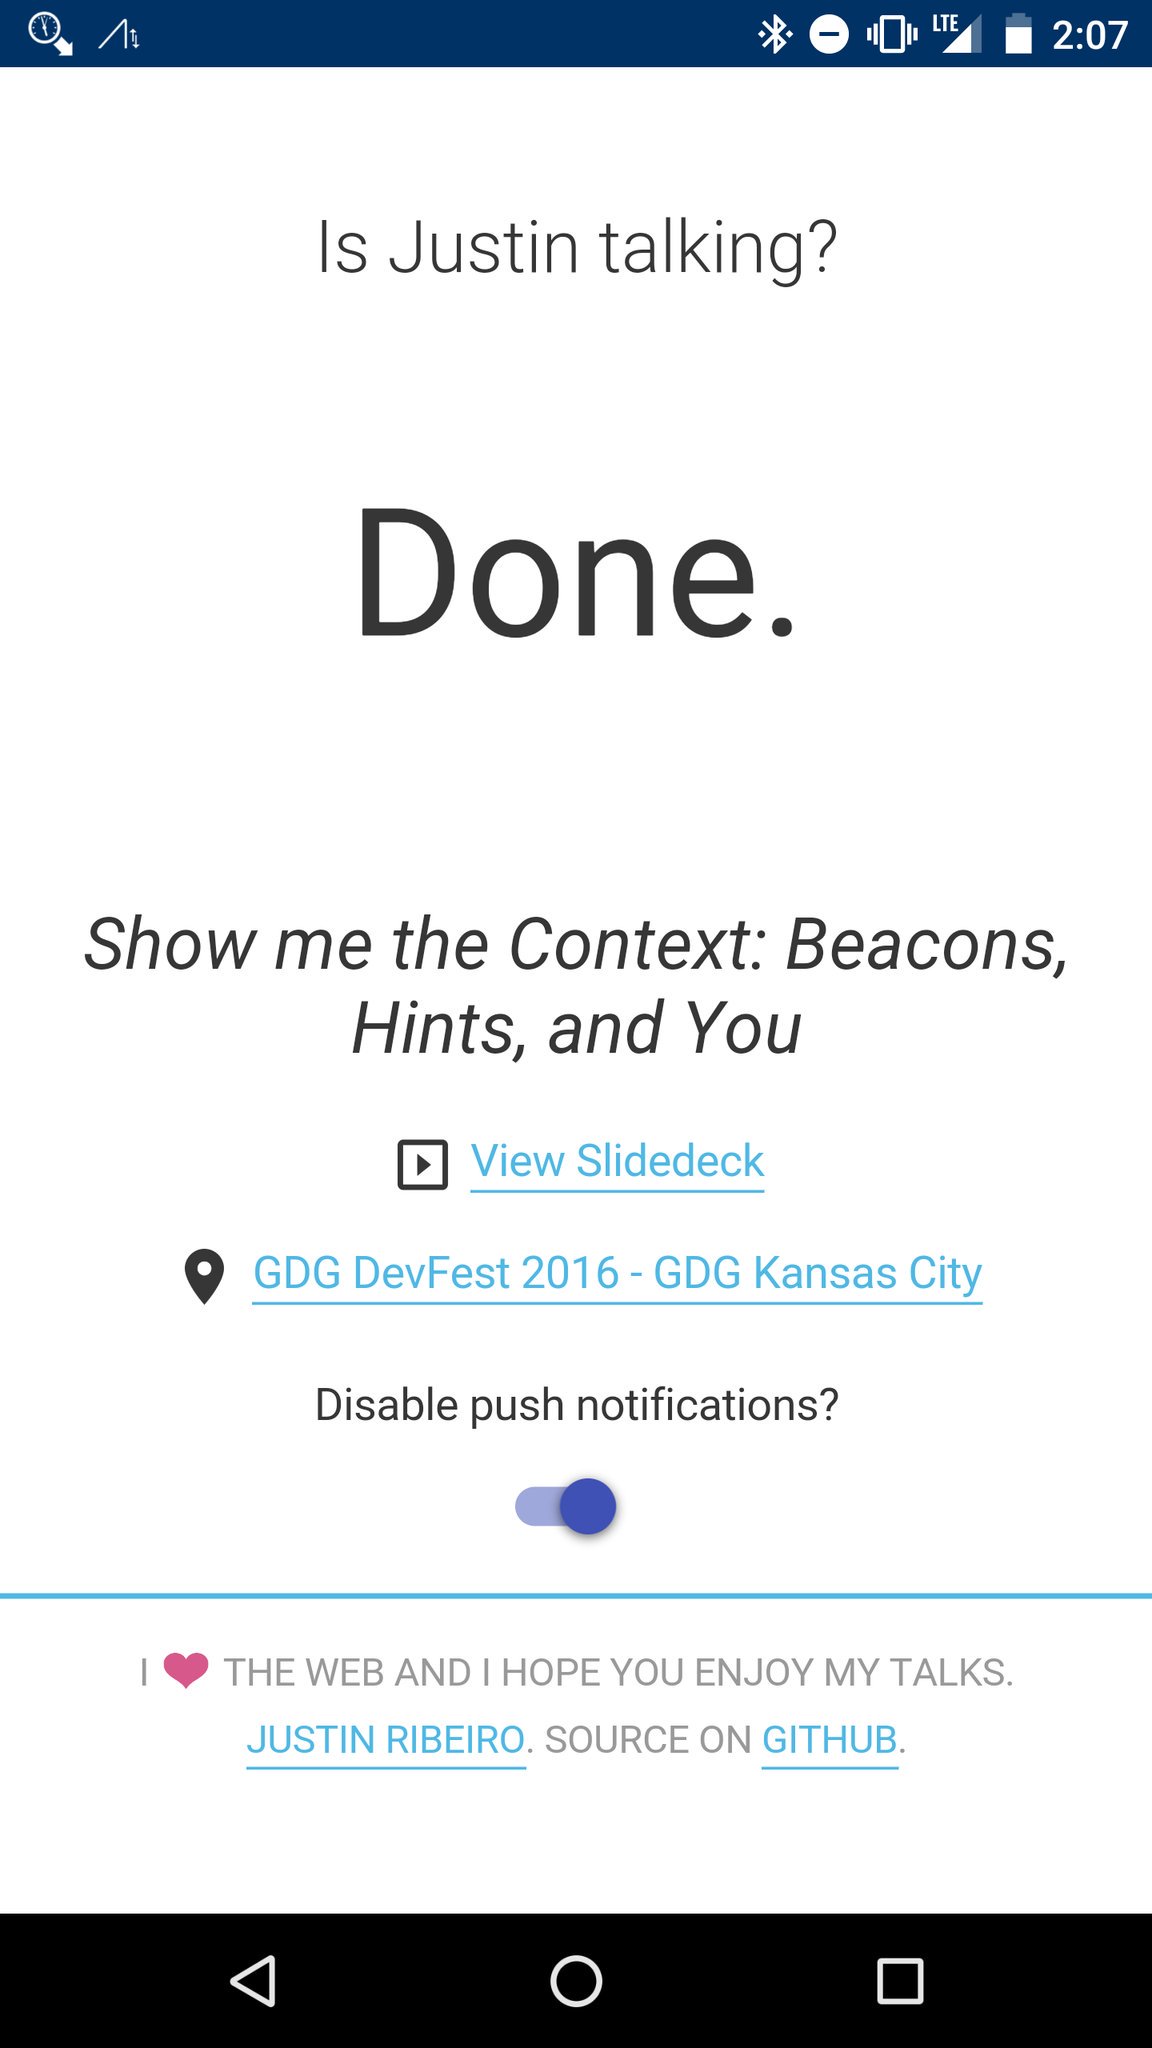 LTE 2:07
Is Justin talking?
Done.
Show me the Context: Beacons,
Hints, and You
View Slidedeck
GDG DevFest 2016 - GDG Kansas City
Disable push notifications?
I ❤ THE WEB AND I HOPE YOU ENJOY MY TALKS.
JUSTIN RIBEIRO. SOURCE ON GITHUB.